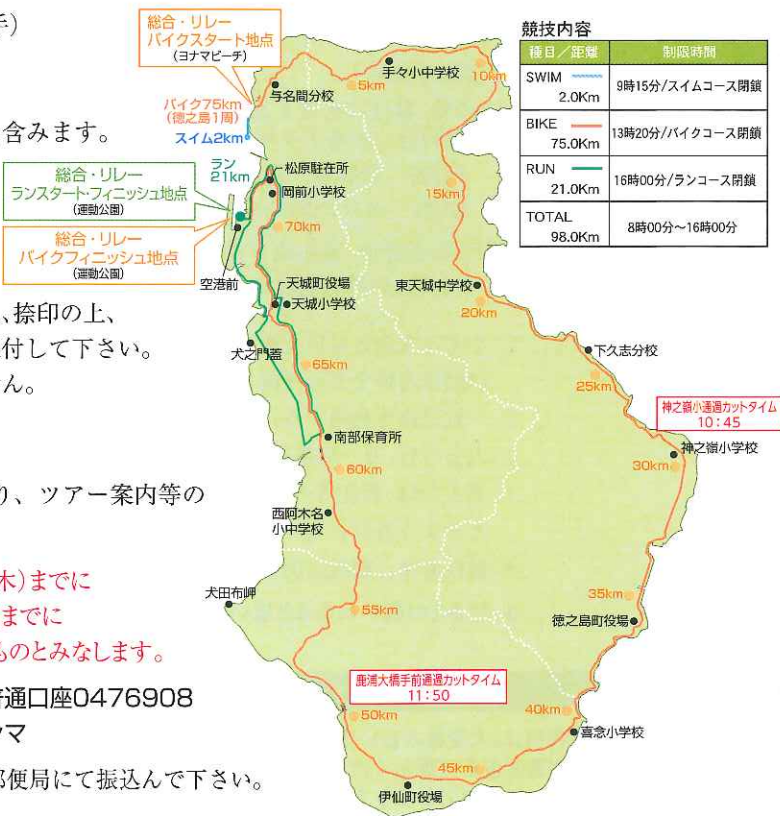 含みます。
、捺印の上、
付して下さい。
り、ツアー案内等の
木)までに
までに
ものとみなします。
普通口座0476908
郵便局にて振込んで下さい。
総合・リレー
バイクスタート地点
(ヨナマビーチ)
手々小中学校
10km
5km
与名間分校
バイク75km
(徳之島1周)
スイム2km
ラン
21km
松原駐在所
総合・リレー
ランスタート・フィニッシュ地点
(運動公園)
岡前小学校
15km
70km
総合・リレー
バイクフィニッシュ地点
(運動公園)
空港前
天城町役場
天城小学校
東天城中学校
20km
犬之門蓋
65km
下久志分校
25km
神之嶺小通過カットタイム
10:45
南部保育所
神之嶺小学校
30km
60km
西阿木名
小中学校
犬田布岬
55km
35km
徳之島町役場
鹿浦大橋手前通過カットタイム
11:50
50km
40km
喜念小学校
45km
伊仙町役場
競技内容
種目/距離 制限時間
SWIM
2.0Km 9時15分/スイムコース閉鎖
BIKE
75.0Km 13時20分/バイクコース閉鎖
RUN
21.0Km 16時00分/ランコース閉鎖
TOTAL
98.0Km 8時00分～16時00分